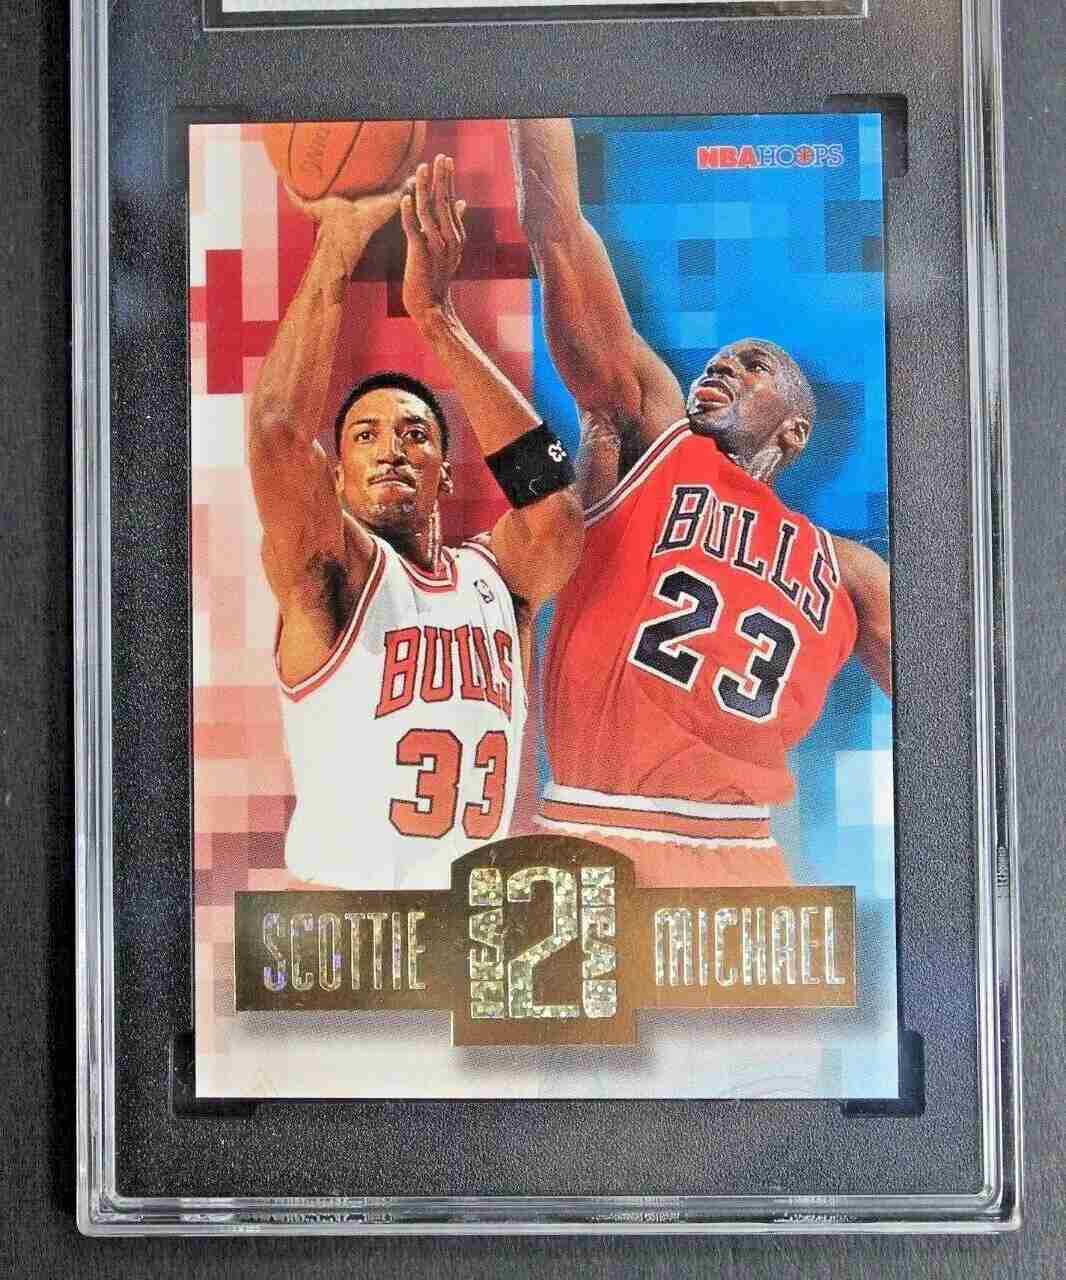 NBA HOOPS
BULLS
23
BULLS
33
SCOTTIE
HEAD 2 HEAD
MICHAEL